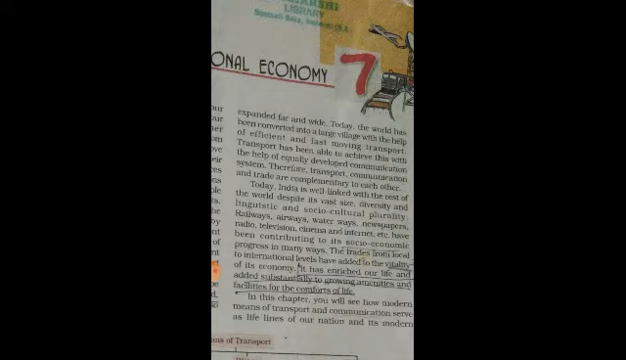 LIBRARY
ONAL ECONOMY
7
expanded far and wide. Today, the world has
been converted into a large village with the help
of efficient and fast moving transport.
Transport has been able to achieve this with
the help of equally developed communication
system. Therefore, transport, communication
and trade are complementary to each other.
Today, India is well-linked with the rest of
the world despite its vast size, diversity and
linguistic and socio-cultural plurality.
Railways, airways, water ways, newspapers,
radio, television, cinema and internet, etc. have
been contributing to its socio-economic
progress in many ways. The trades from local
to international levels have added to the vitality
of its economy. It has enriched our life and
added substantially to growing amenities and
facilities for the comforts of life.
In this chapter, you will see how modern
means of transport and communication serve
as life lines of our nation and its modern
ans of Transport